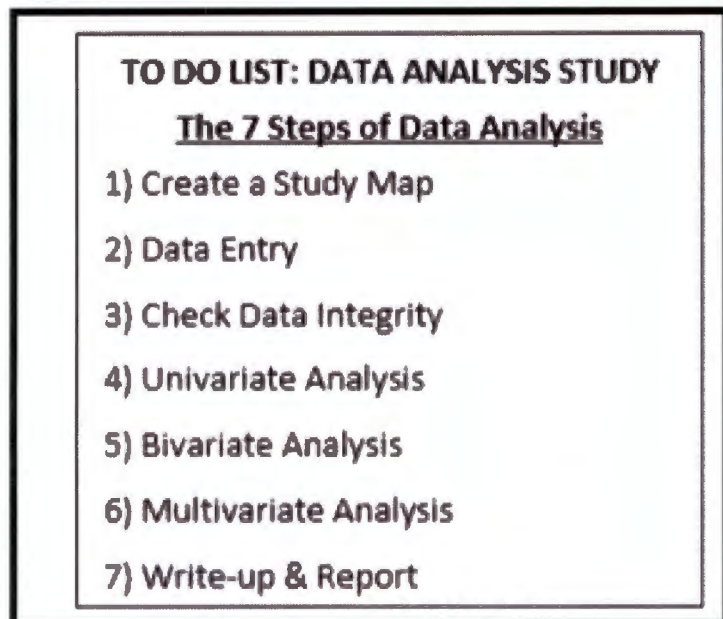 TO DO LIST: DATA ANALYSIS STUDY
The 7 Steps of Data Analysis
1) Create a Study Map
2) Data Entry
3) Check Data Integrity
4) Univariate Analysis
5) Bivariate Analysis
6) Multivariate Analysis
7) Write-up & Report